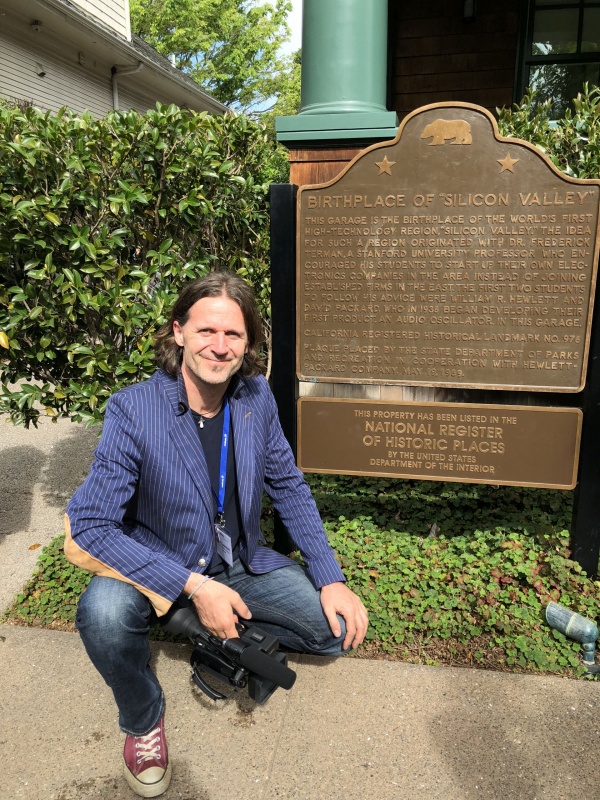 BIRTHPLACE OF "SILICON VALLEY"
THIS GARAGE IS THE BIRTHPLACE OF THE WORLD'S FIRST
HIGH-TECHNOLOGY REGION, "SILICON VALLEY." THE IDEA
FOR SUCH A REGION ORIGINATED WITH DR. FREDERICK
TERMAN, A STANFORD UNIVERSITY PROFESSOR WHO EN-
COURAGED HIS STUDENTS TO START UP THEIR OWN ELEC-
TRONICS COMPANIES IN THE AREA INSTEAD OF JOINING
ESTABLISHED FIRMS IN THE EAST. THE FIRST TWO STUDENTS
TO FOLLOW HIS ADVICE WERE WILLIAM R. HEWLETT AND
DAVID PACKARD, WHO IN 1938 BEGAN DEVELOPING THEIR
FIRST PRODUCT, AN AUDIO OSCILLATOR, IN THIS GARAGE.
CALIFORNIA REGISTERED HISTORICAL LANDMARK NO. 976
PLAQUE PLACED BY THE STATE DEPARTMENT OF PARKS
AND RECREATION IN COOPERATION WITH HEWLETT-
PACKARD COMPANY, MAY 19, 1989.
THIS PROPERTY HAS BEEN LISTED IN THE
NATIONAL REGISTER
OF HISTORIC PLACES
BY THE UNITED STATES
DEPARTMENT OF THE INTERIOR